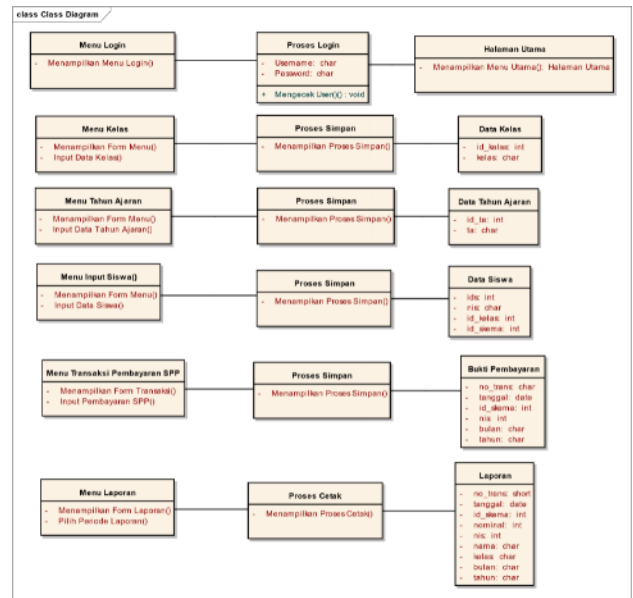 class Class Diagram
Menu Login
- Menampilkan Menu Login()
Proses Login
- Username: char
- Password: char
+ Mengecek User()() : void
Halaman Utama
- Menampilkan Menu Utama(): Halaman Utama
Menu Kelas
- Menampilkan Form Menu()
- Input Data Kelas()
Proses Simpan
- Menampilkan Proses Simpan()
Data Kelas
- id_kelas: int
- kelas: char
Menu Tahun Ajaran
- Menampilkan Form Menu()
- Input Data Tahun Ajaran()
Proses Simpan
- Menampilkan Proses Simpan()
Data Tahun Ajaran
- id_ta: int
- ta: char
Menu Input Siswa()
- Menampilkan Form Menu()
- Input Data Siswa()
Proses Simpan
- Menampikan Proses Simpan()
Data Siswa
- ids: int
- nis: char
- id_kelas: int
- id_skema: int
Menu Transaksi Pembayaran SPP
- Menampilkan Form Transaksi()
- Input Pembayaran SPP()
Proses Simpan
- Menampilkan Proses Simpan()
Bukti Pembayaran
- no_trans: char
- tanggal: date
- id_skema: int
- nis: int
- bulan: char
- tahun: char
Menu Laporan
- Menampilkan Form Laporan()
- Pilih Periode Laporan()
Proses Cetak
- Menampilkan Proses Cetak()
Laporan
- no_trans: short
- tanggal: date
- id_skema: int
- nominal: int
- nis: int
- nama: char
- kelas: char
- bulan: char
- tahun: char